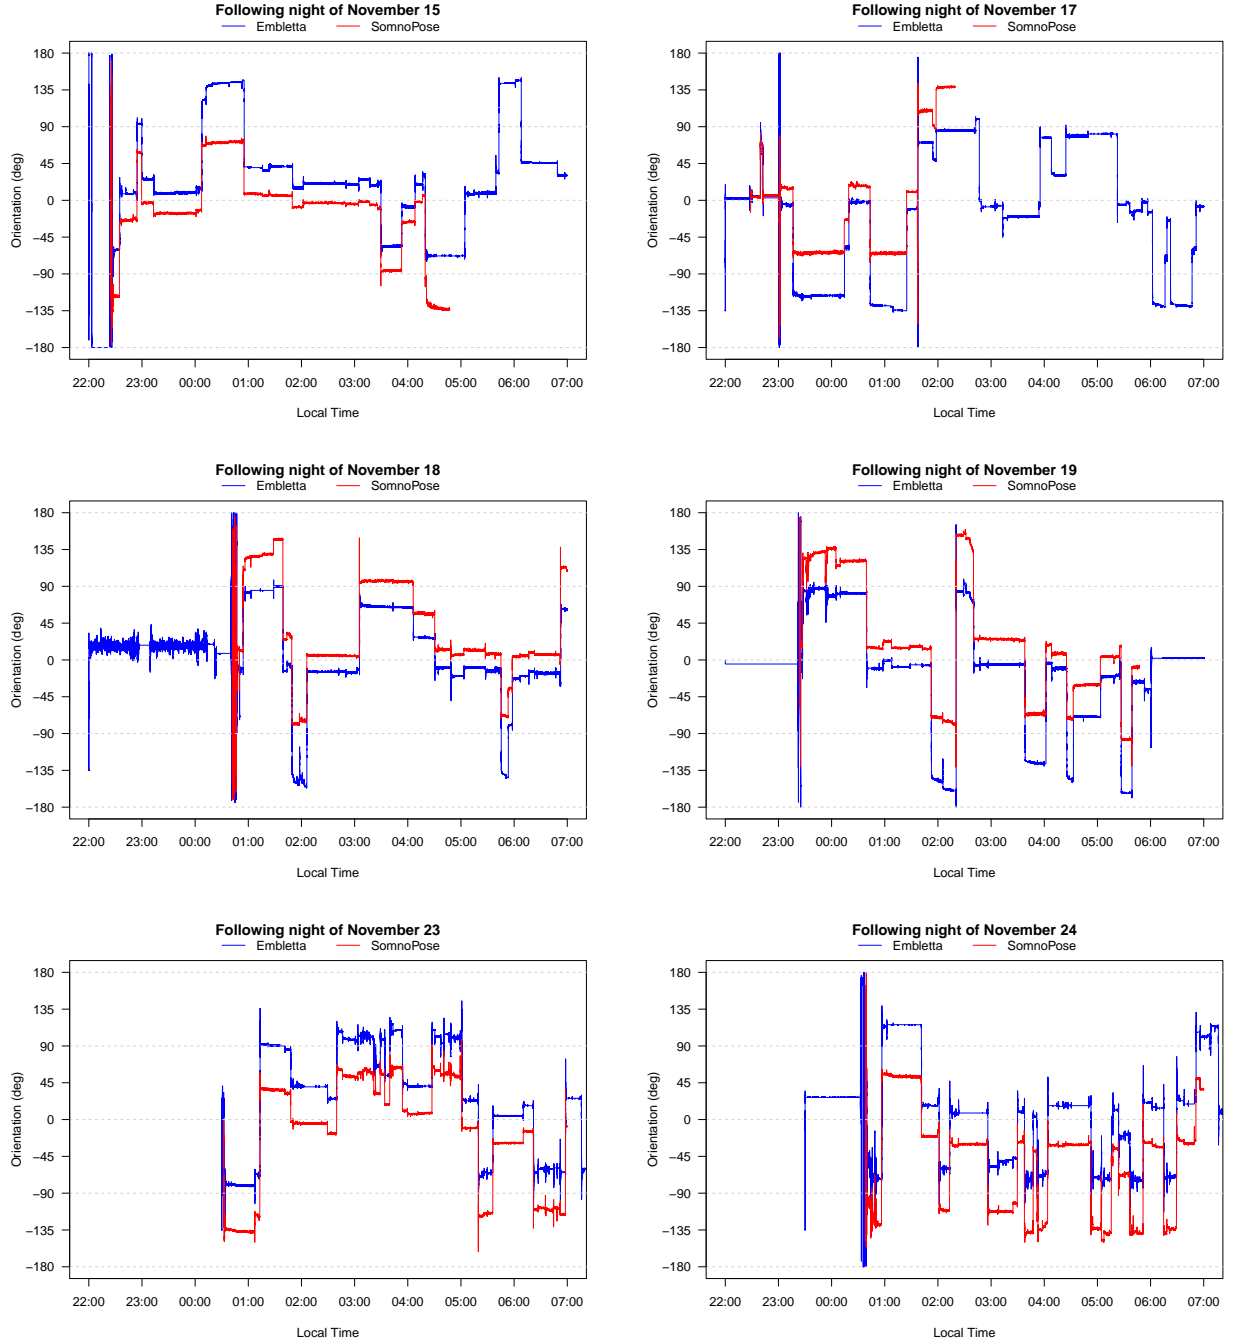 Following night of November 15
Embletta SomnoPose
180
135
90
45
0
−45
−90
−135
−180
Orientation (deg)
22:00 23:00 00:00 01:00 02:00 03:00 04:00 05:00 06:00 07:00
Local Time
Following night of November 17
Embletta SomnoPose
180
135
90
45
0
−45
−90
−135
−180
Orientation (deg)
22:00 23:00 00:00 01:00 02:00 03:00 04:00 05:00 06:00 07:00
Local Time
Following night of November 18
Embletta SomnoPose
180
135
90
45
0
−45
−90
−135
−180
Orientation (deg)
22:00 23:00 00:00 01:00 02:00 03:00 04:00 05:00 06:00 07:00
Local Time
Following night of November 19
Embletta SomnoPose
180
135
90
45
0
−45
−90
−135
−180
Orientation (deg)
22:00 23:00 00:00 01:00 02:00 03:00 04:00 05:00 06:00 07:00
Local Time
Following night of November 23
Embletta SomnoPose
180
135
90
45
0
−45
−90
−135
−180
Orientation (deg)
22:00 23:00 00:00 01:00 02:00 03:00 04:00 05:00 06:00 07:00
Local Time
Following night of November 24
Embletta SomnoPose
180
135
90
45
0
−45
−90
−135
−180
Orientation (deg)
22:00 23:00 00:00 01:00 02:00 03:00 04:00 05:00 06:00 07:00
Local Time